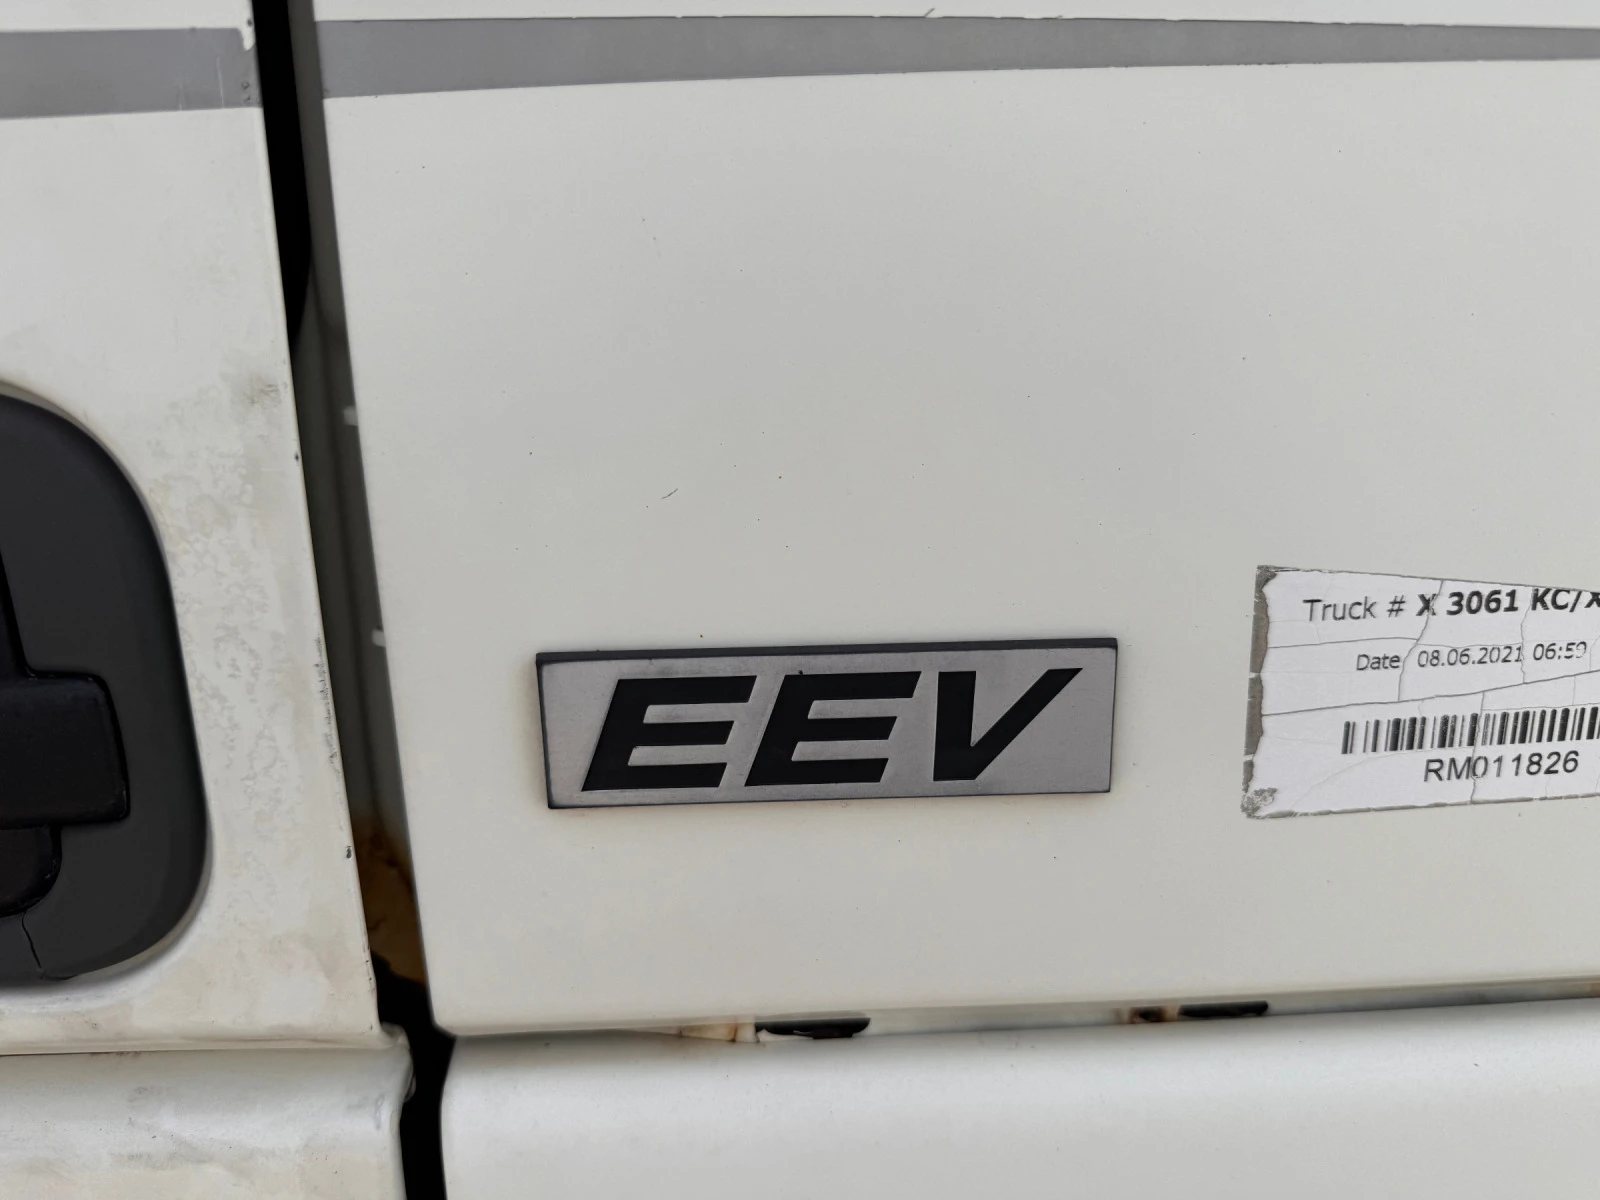 EEV
Truck # X 3061 KC/X
Date 08.06.2021 06:59
RM011826